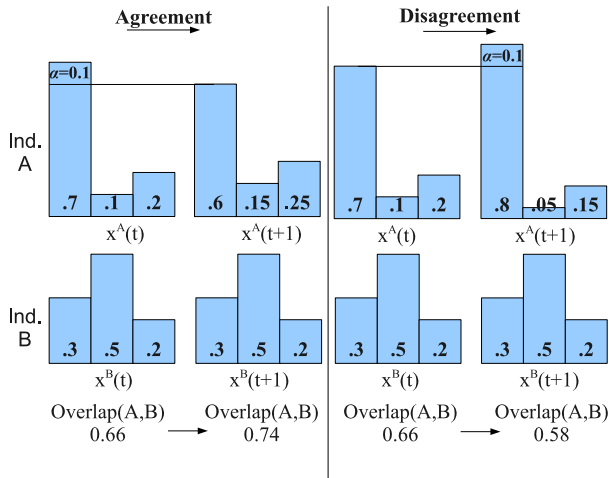 Agreement
Disagreement
α=0.1
α=0.1
Ind.
A
.7 .1 .2
.6 .15 .25
.7 .1 .2
.8 .05 .15
x^A(t)
x^A(t+1)
x^A(t)
x^A(t+1)
Ind.
B
.3 .5 .2
.3 .5 .2
.3 .5 .2
.3 .5 .2
x^B(t)
x^B(t+1)
x^B(t)
x^B(t+1)
Overlap(A,B)
Overlap(A,B)
Overlap(A,B)
Overlap(A,B)
0.66
0.74
0.66
0.58